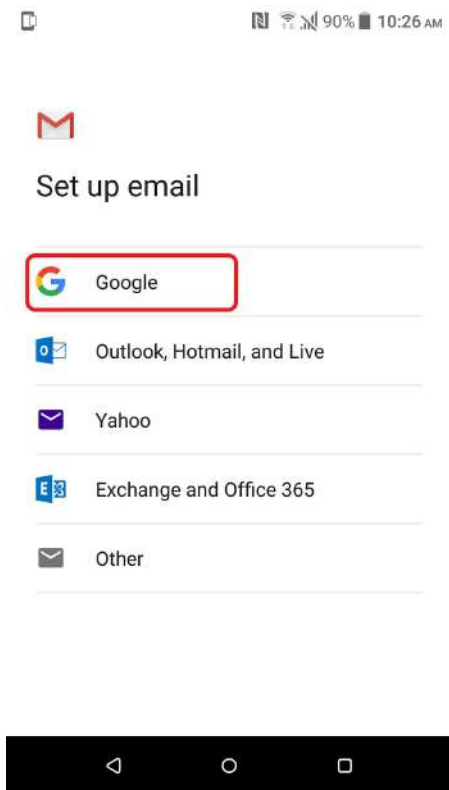 90% 10:26 AM
Set up email
Google
Outlook, Hotmail, and Live
Yahoo
Exchange and Office 365
Other